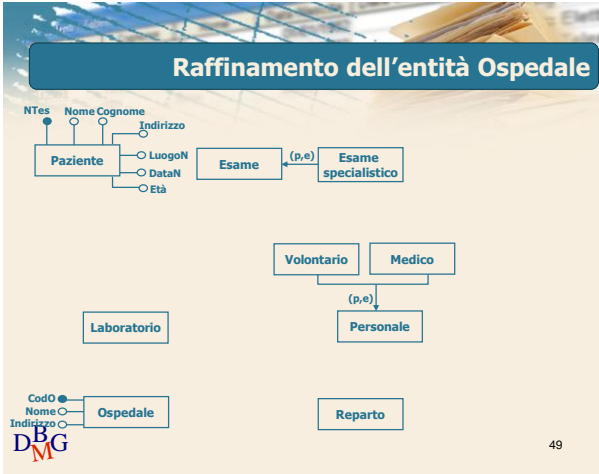 Raffinamento dell'entità Ospedale
NTes
Nome Cognome
Indirizzo
Paziente
LuogoN
DataN
Età
Esame
(p,e)
Esame
specialistico
Volontario
Medico
(p,e)
Laboratorio
Personale
CodO
Nome
Indirizzo
Ospedale
Reparto
DBMG
49